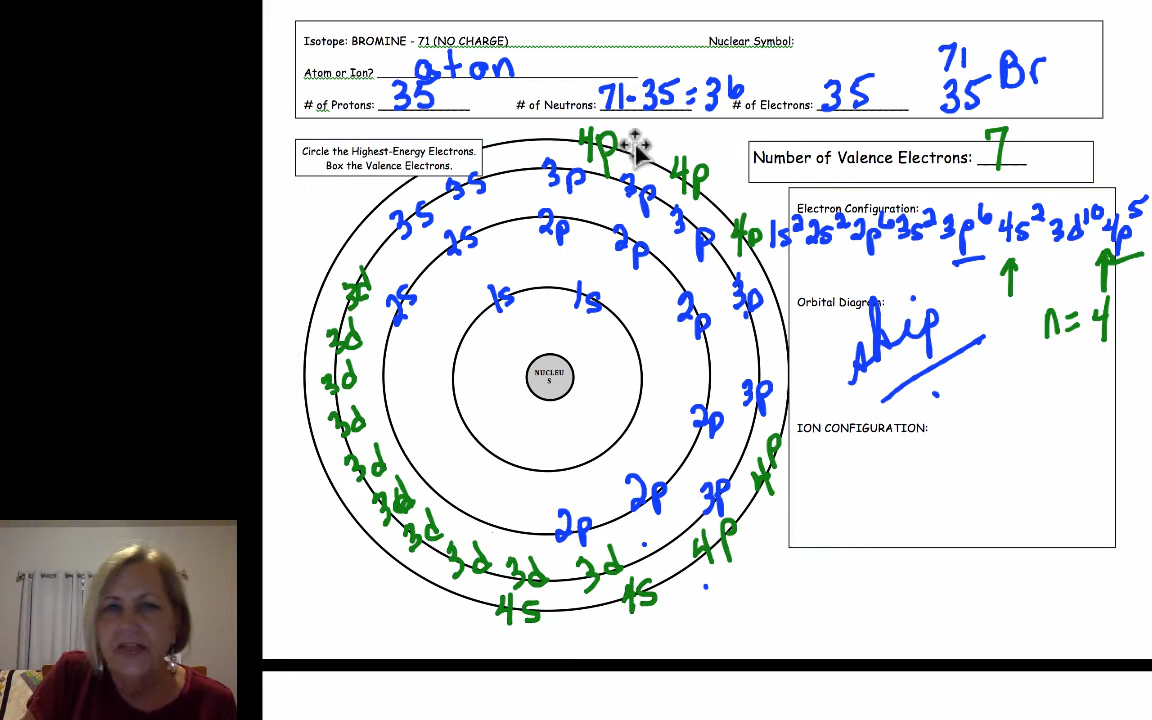 Isotope: BROMINE - 71 (NO CHARGE) Nuclear Symbol:
Atom or Ion? atom
71
35 Br
# of Protons: 35 # of Neutrons: 71-35=36 # of Electrons: 35
Circle the Highest-Energy Electrons.
Box the Valence Electrons.
Number of Valence Electrons: 7
Electron Configuration:
1s² 2s² 2p⁶ 3s² 3p⁶ 4s² 3d¹⁰ 4p⁵
Orbital Diagram:
n=4
skip
ION CONFIGURATION:
4p
4p
4p
4p
4p
4s
4s
3s
3s
3p
3p
3p
3p
3p
3p
3d
3d
3d
3d
3d
3d
3d
3d
3d
3d
2s
2s
2p
2p
2p
2p
2p
2p
1s
1s
NUCLEU
S